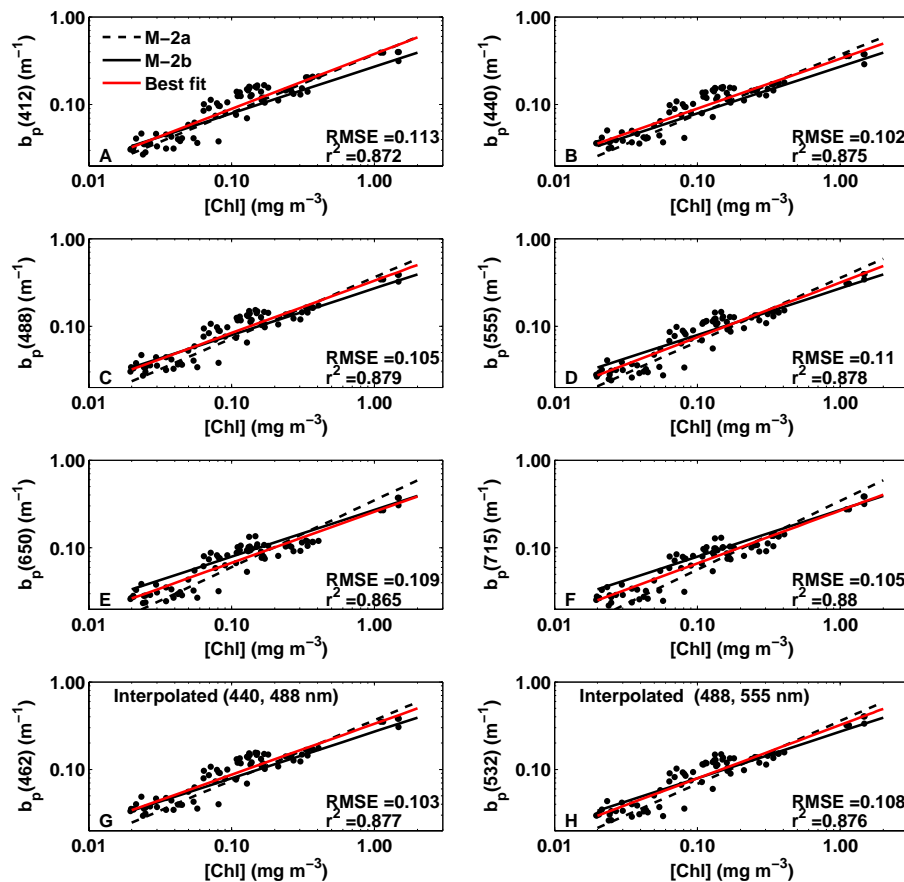 M−2a
M−2b
Best fit
1.00
0.10
b_p(412) (m^−1)
A
RMSE =0.113
r^2 =0.872
0.01 0.10 1.00
[Chl] (mg m^−3)
1.00
0.10
b_p(440) (m^−1)
B
RMSE =0.102
r^2 =0.875
0.01 0.10 1.00
[Chl] (mg m^−3)
1.00
0.10
b_p(488) (m^−1)
C
RMSE =0.105
r^2 =0.879
0.01 0.10 1.00
[Chl] (mg m^−3)
1.00
0.10
b_p(555) (m^−1)
D
RMSE =0.11
r^2 =0.878
0.01 0.10 1.00
[Chl] (mg m^−3)
1.00
0.10
b_p(650) (m^−1)
E
RMSE =0.109
r^2 =0.865
0.01 0.10 1.00
[Chl] (mg m^−3)
1.00
0.10
b_p(715) (m^−1)
F
RMSE =0.105
r^2 =0.88
0.01 0.10 1.00
[Chl] (mg m^−3)
Interpolated (440, 488 nm)
1.00
0.10
b_p(462) (m^−1)
G
RMSE =0.103
r^2 =0.877
0.01 0.10 1.00
[Chl] (mg m^−3)
Interpolated (488, 555 nm)
1.00
0.10
b_p(532) (m^−1)
H
RMSE =0.108
r^2 =0.876
0.01 0.10 1.00
[Chl] (mg m^−3)